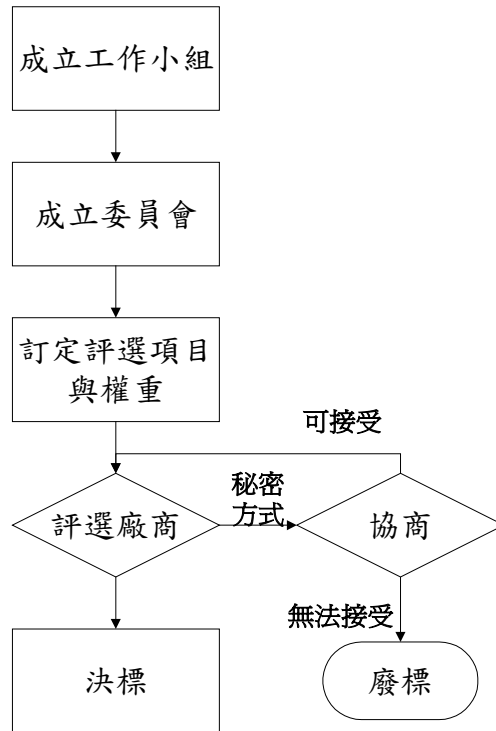 成立工作小組
成立委員會
訂定評選項目
與權重
可接受
評選廠商
秘密
方式
協商
無法接受
決標
廢標